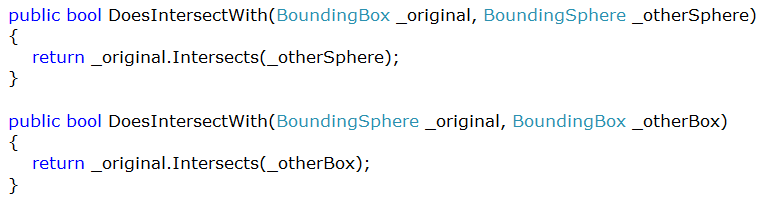 public bool DoesIntersectWith(BoundingBox _original, BoundingSphere _otherSphere)
{
    return _original.Intersects(_otherSphere);
}

public bool DoesIntersectWith(BoundingSphere _original, BoundingBox _otherBox)
{
    return _original.Intersects(_otherBox);
}